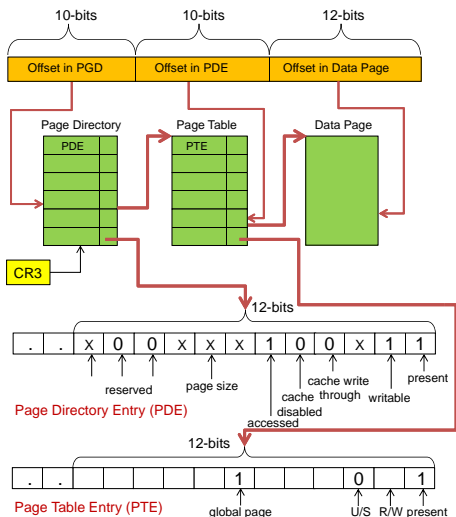 10-bits 10-bits 12-bits
Offset in PGD Offset in PDE Offset in Data Page
Page Directory Page Table Data Page
PDE PTE
CR3
12-bits
. . X 0 0 X X X 1 0 0 X 1 1
reserved page size cache write through present
cache disabled writable
accessed
Page Directory Entry (PDE)
12-bits
. . 1 0 1
Page Table Entry (PTE) global page U/S R/W present